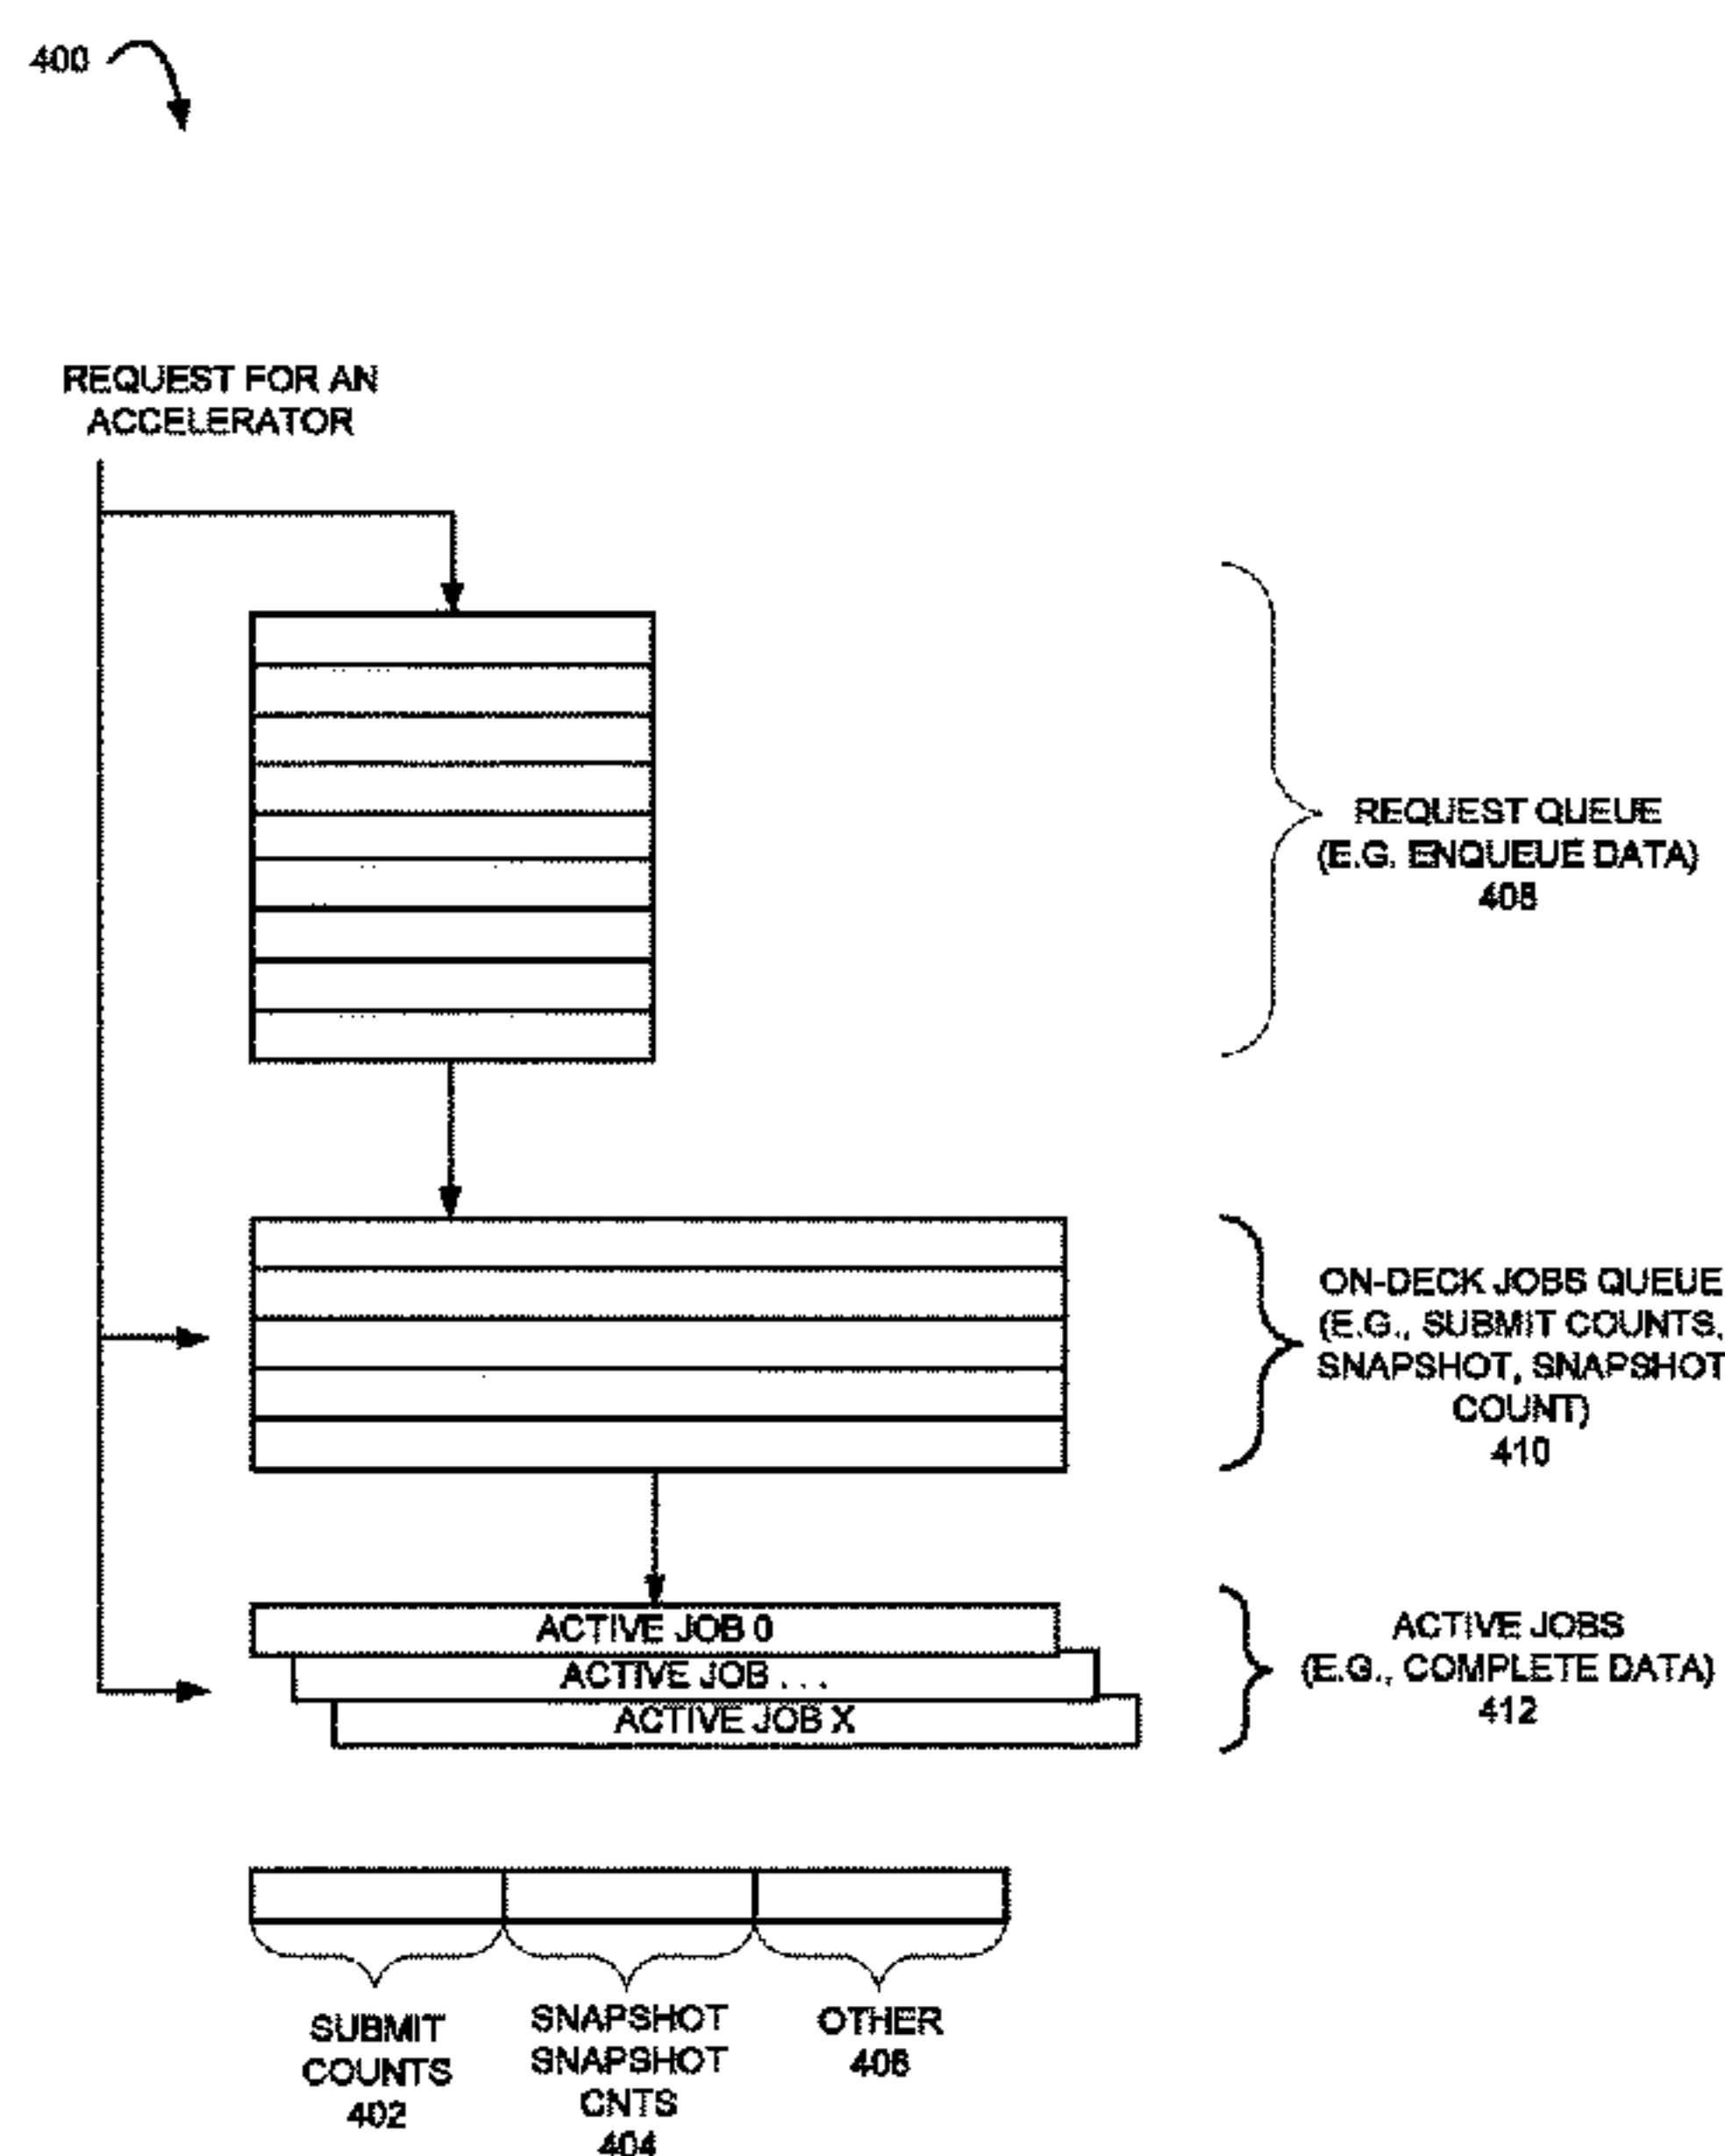 400
REQUEST FOR AN
ACCELERATOR
REQUEST QUEUE
(E.G. ENQUEUE DATA)
408
ON-DECK JOBS QUEUE
(E.G., SUBMIT COUNTS,
SNAPSHOT, SNAPSHOT
COUNT)
410
ACTIVE JOB 0
ACTIVE JOB . . .
ACTIVE JOB X
ACTIVE JOBS
(E.G., COMPLETE DATA)
412
SUBMIT
COUNTS
402
SNAPSHOT
SNAPSHOT
CNTS
404
OTHER
406